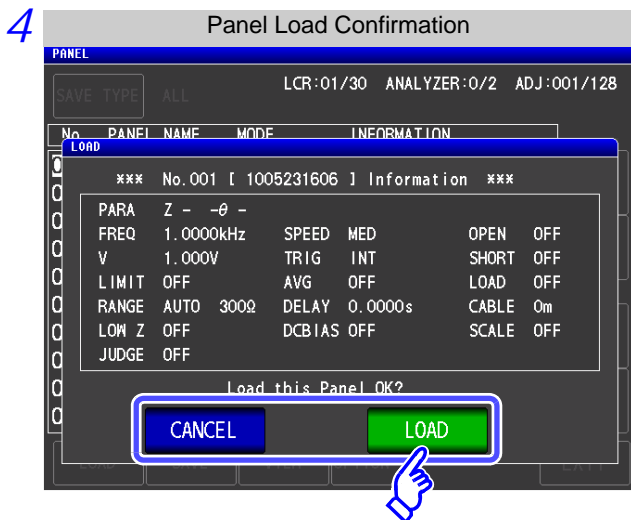 4
Panel Load Confirmation
PANEL
SAVE TYPE ALL LCR:01/30 ANALYZER:0/2 ADJ:001/128
No. PANEL NAME MODE INFORMATION
LOAD
*** No.001 [ 1005231606 ] Information ***
PARA Z - -θ -
FREQ 1.0000kHz SPEED MED OPEN OFF
V 1.000V TRIG INT SHORT OFF
LIMIT OFF AVG OFF LOAD OFF
RANGE AUTO 300Ω DELAY 0.0000s CABLE 0m
LOW Z OFF DCBIAS OFF SCALE OFF
JUDGE OFF
Load this Panel OK?
CANCEL LOAD